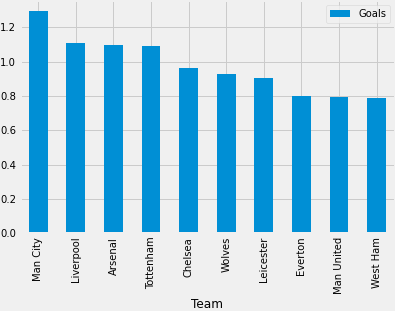 Goals
1.2
1.0
0.8
0.6
0.4
0.2
0.0
Man City
Liverpool
Arsenal
Tottenham
Chelsea
Wolves
Leicester
Everton
Man United
West Ham
Team